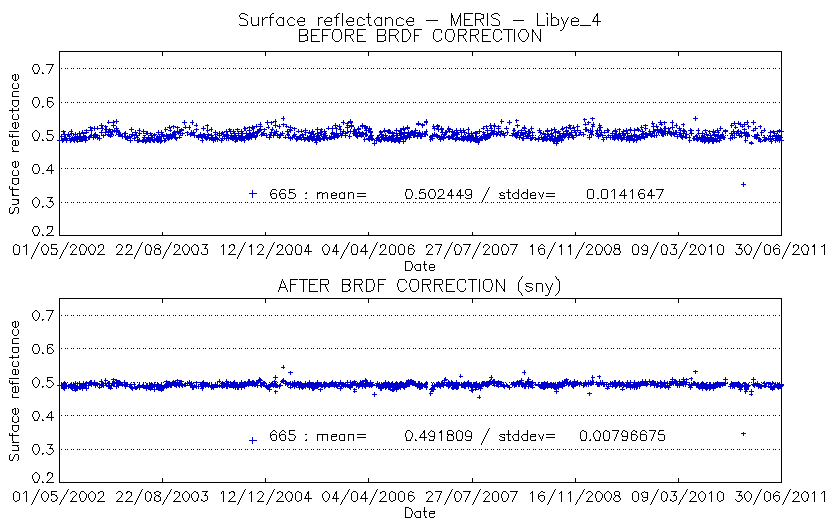 Surface reflectance – MERIS – Libye_4
BEFORE BRDF CORRECTION
Surface reflectance
0.7
0.6
0.5
0.4
0.3
0.2
665 : mean= 0.502449 / stddev= 0.0141647
01/05/2002 22/08/2003 12/12/2004 04/04/2006 27/07/2007 16/11/2008 09/03/2010 30/06/2011
Date
AFTER BRDF CORRECTION (sny)
Surface reflectance
0.7
0.6
0.5
0.4
0.3
0.2
665 : mean= 0.491809 / stddev= 0.00796675
01/05/2002 22/08/2003 12/12/2004 04/04/2006 27/07/2007 16/11/2008 09/03/2010 30/06/2011
Date